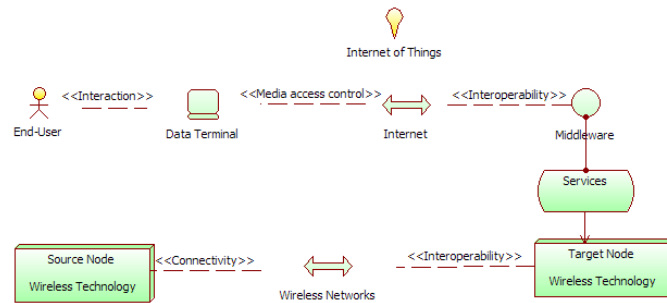 Internet of Things
<<Interaction>>
<<Media access control>>
<<Interoperability>>
End-User
Data Terminal
Internet
Middleware
Services
Source Node
Wireless Technology
<<Connectivity>>
Wireless Networks
<<Interoperability>>
Target Node
Wireless Technology